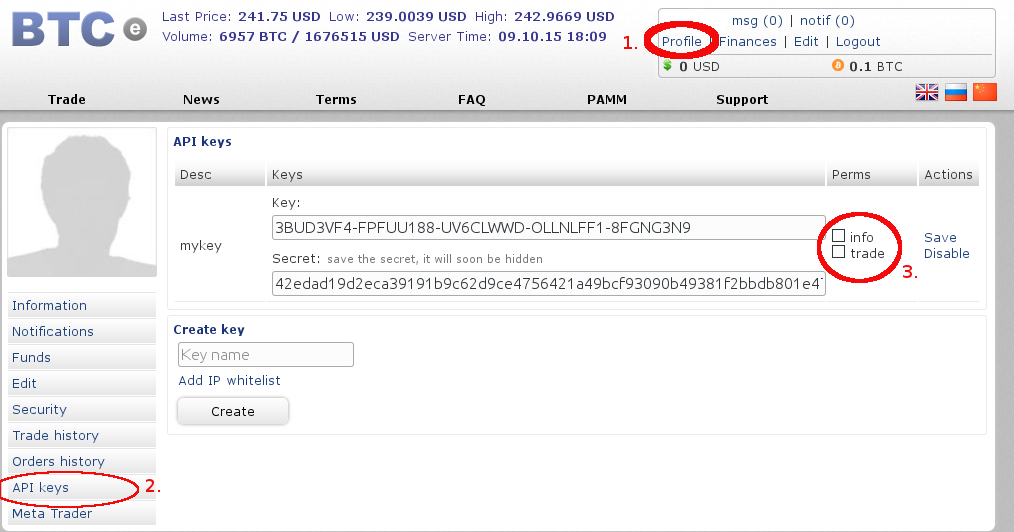 BTC e
Last Price: 241.75 USD Low: 239.0039 USD High: 242.9669 USD
Volume: 6957 BTC / 1676515 USD Server Time: 09.10.15 18:09
msg (0) | notif (0)
1. Profile | Finances | Edit | Logout
0 USD 0.1 BTC
Trade News Terms FAQ PAMM Support
API keys
Desc Keys Perms Actions
Key:
3BUD3VF4-FPFUU188-UV6CLWWD-OLLNLFF1-8FGNG3N9
mykey
info
trade
3.
Save
Disable
Secret: save the secret, it will soon be hidden
42edad19d2eca39191b9c62d9ce4756421a49bcf93090b49381f2bbdb801e47
Information
Notifications
Funds
Edit
Security
Trade history
Orders history
API keys 2.
Meta Trader
Create key
Key name
Add IP whitelist
Create